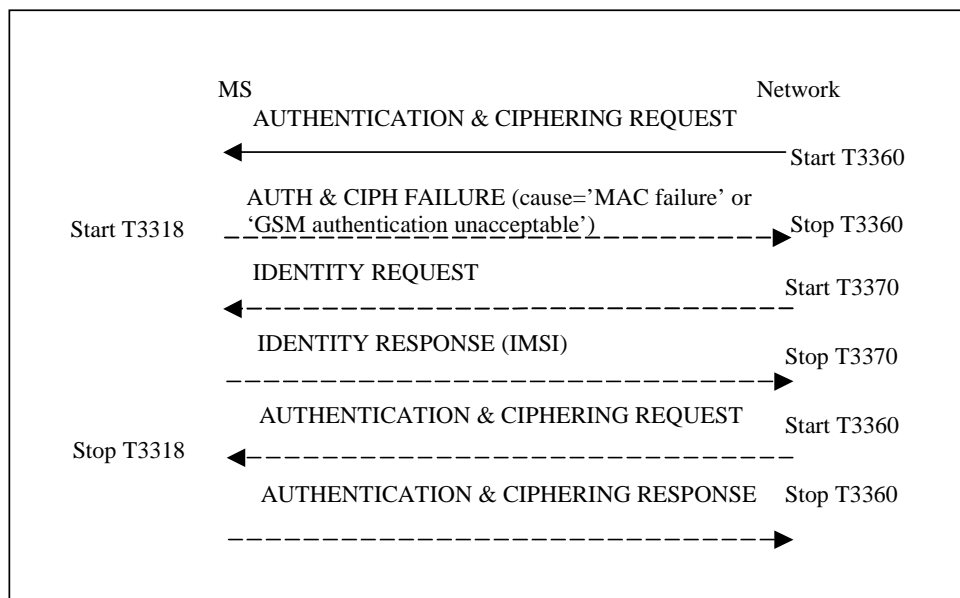 MS Network
AUTHENTICATION & CIPHERING REQUEST
Start T3360
AUTH & CIPH FAILURE (cause='MAC failure' or
Start T3318 ‘GSM authentication unacceptable’) Stop T3360
IDENTITY REQUEST
Start T3370
IDENTITY RESPONSE (IMSI)
Stop T3370
AUTHENTICATION & CIPHERING REQUEST
Start T3360
Stop T3318
AUTHENTICATION & CIPHERING RESPONSE Stop T3360